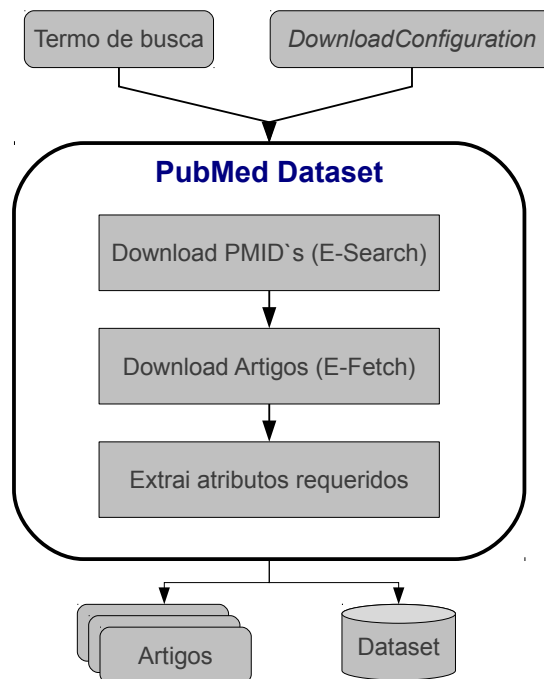 Termo de busca
DownloadConfiguration
PubMed Dataset
Download PMID`s (E-Search)
Download Artigos (E-Fetch)
Extrai atributos requeridos
Artigos
Dataset